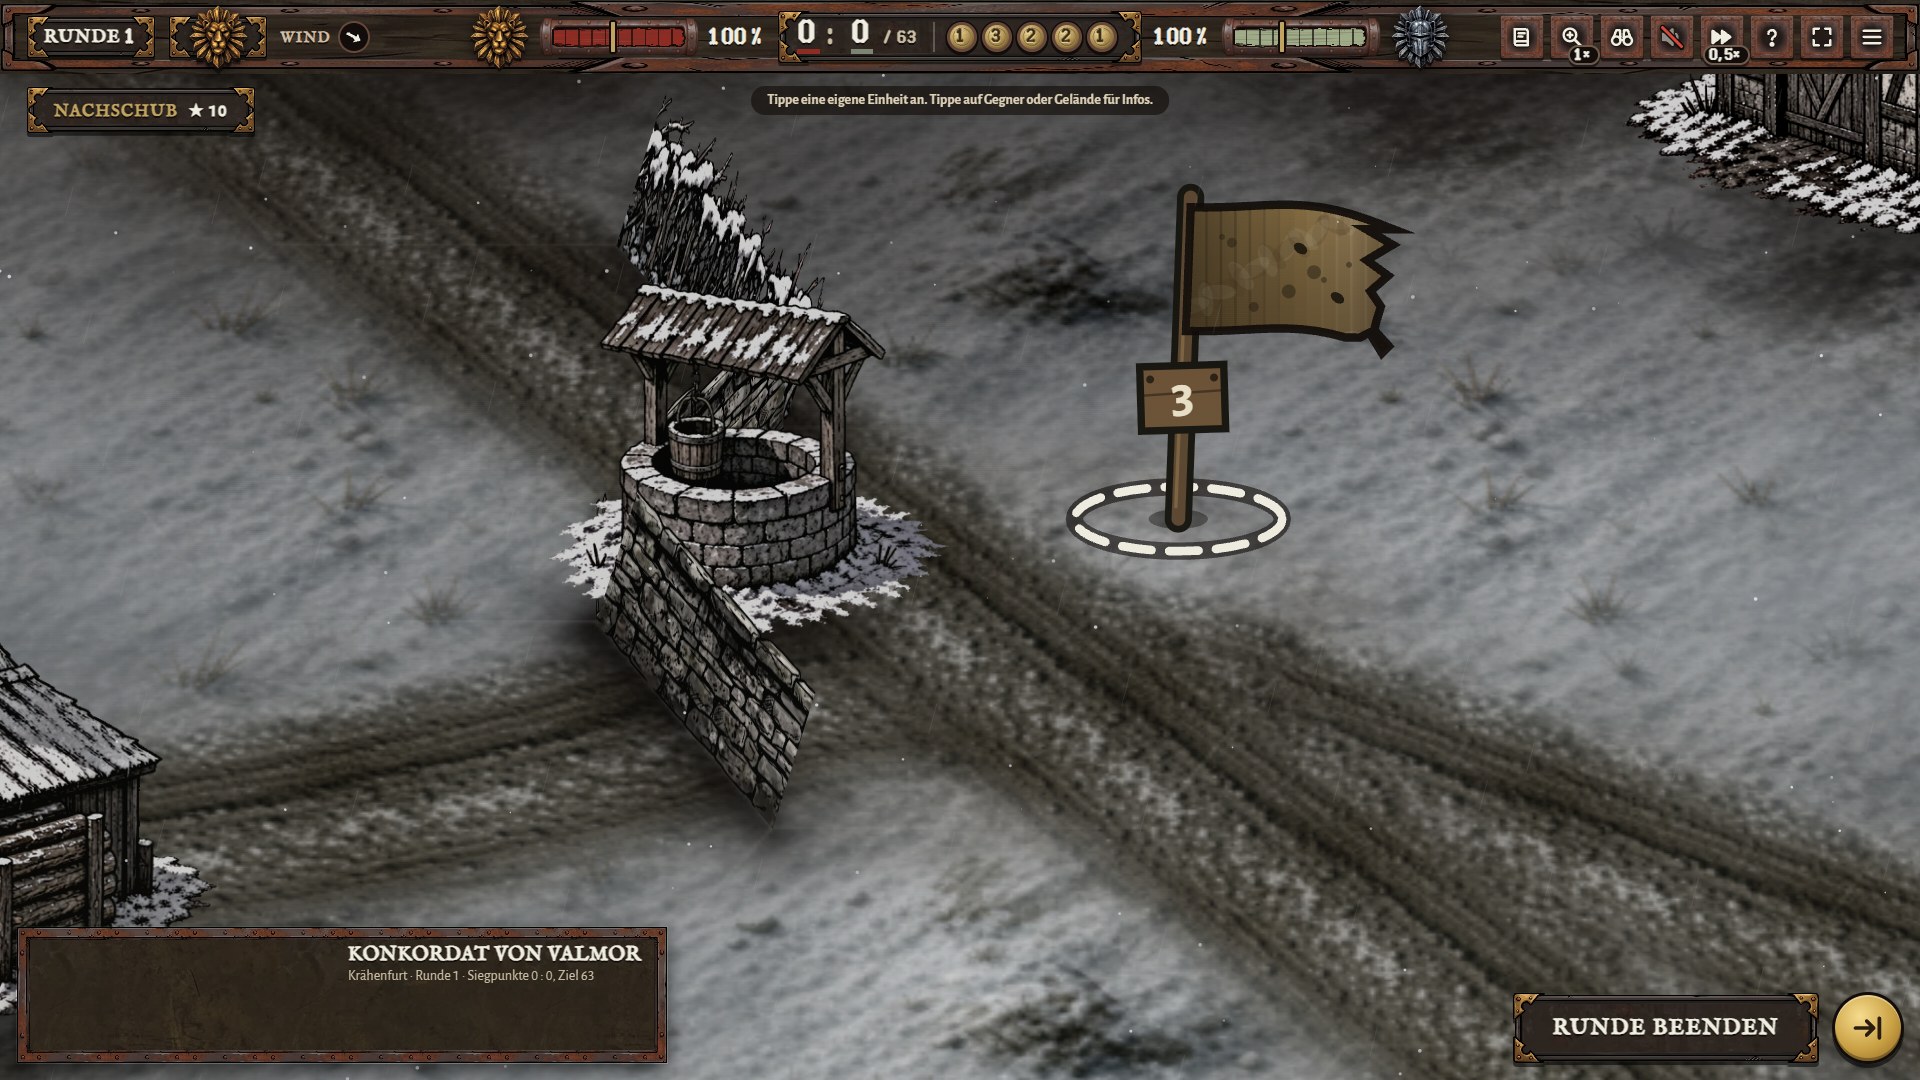 RUNDE 1
WIND
100%
0 : 0 / 63
1 3 2 2 1
100%
1×
0,5×
?
NACHSCHUB ★ 10
Tippe eine eigene Einheit an. Tippe auf Gegner oder Gelände für Infos.
3
KONKORDAT VON VALMOR
Krähenfurt · Runde 1 · Siegpunkte 0 : 0, Ziel 63
RUNDE BEENDEN